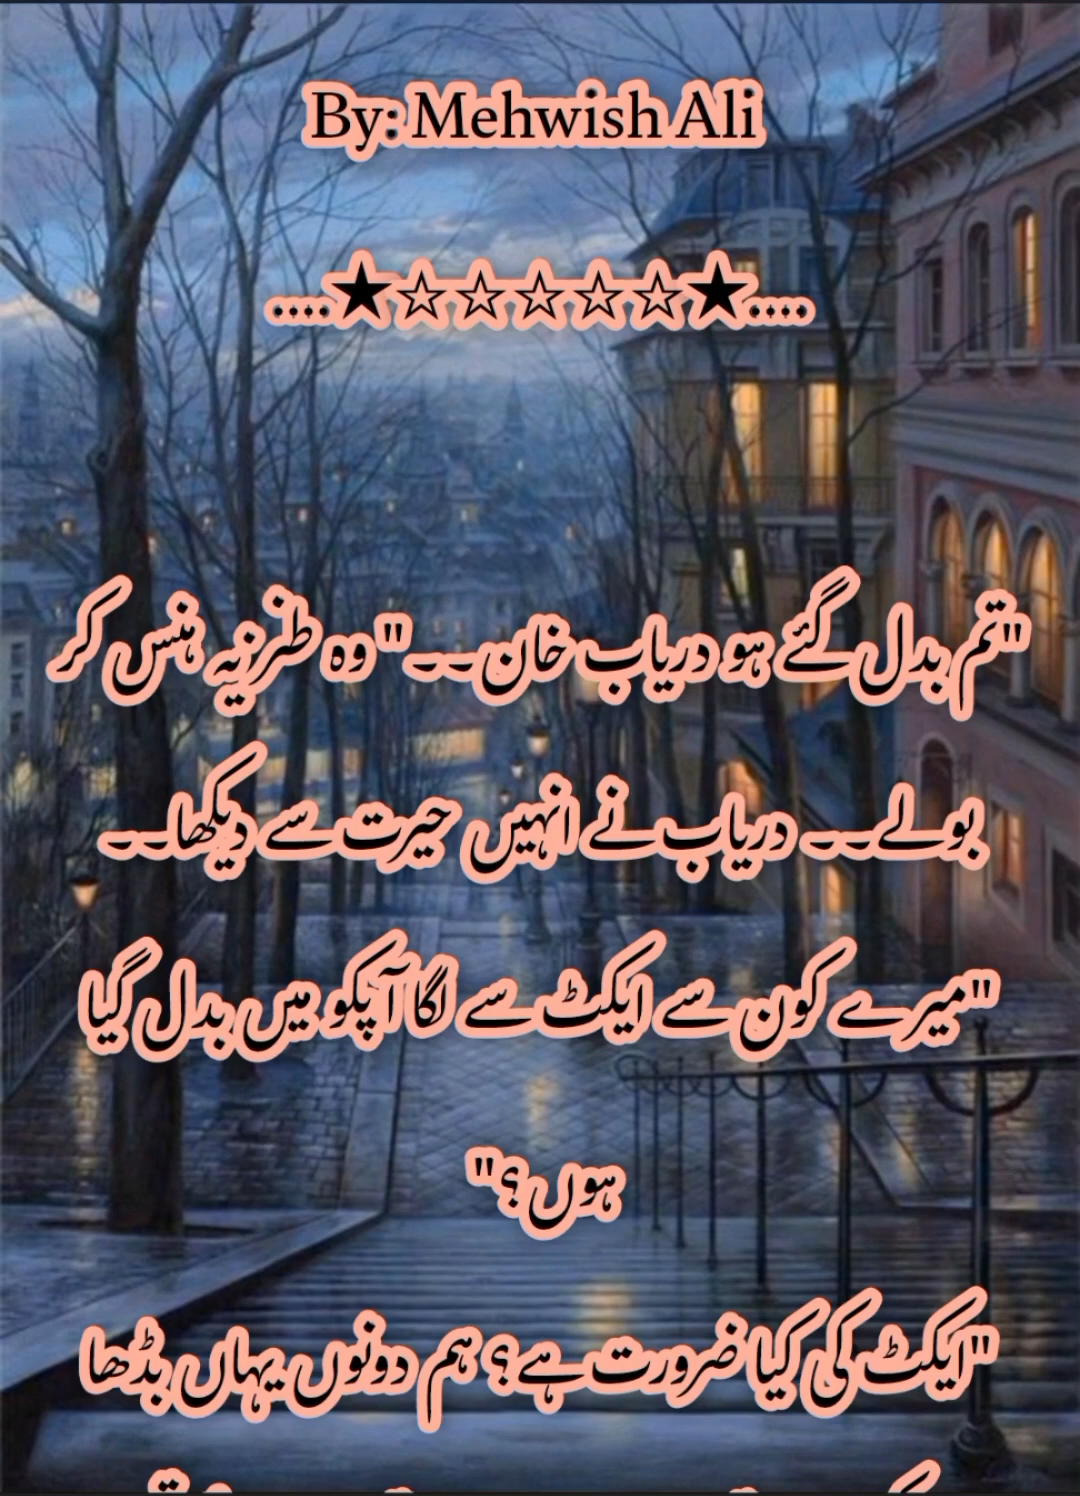 By: Mehwish Ali
....★☆☆☆☆☆★....
"تم بدل گئے ہو دریاب خان۔۔۔" وہ طنزیہ ہنس کر
بولے۔۔۔ دریاب نے انہیں حیرت سے دیکھا۔۔۔
"میرے کون سے ایکٹ سے لگا آپکو میں بدل گیا
ہوں؟"
"ایکٹ کی کیا ضرورت ہے؟ ہم دونوں یہاں بڈھا